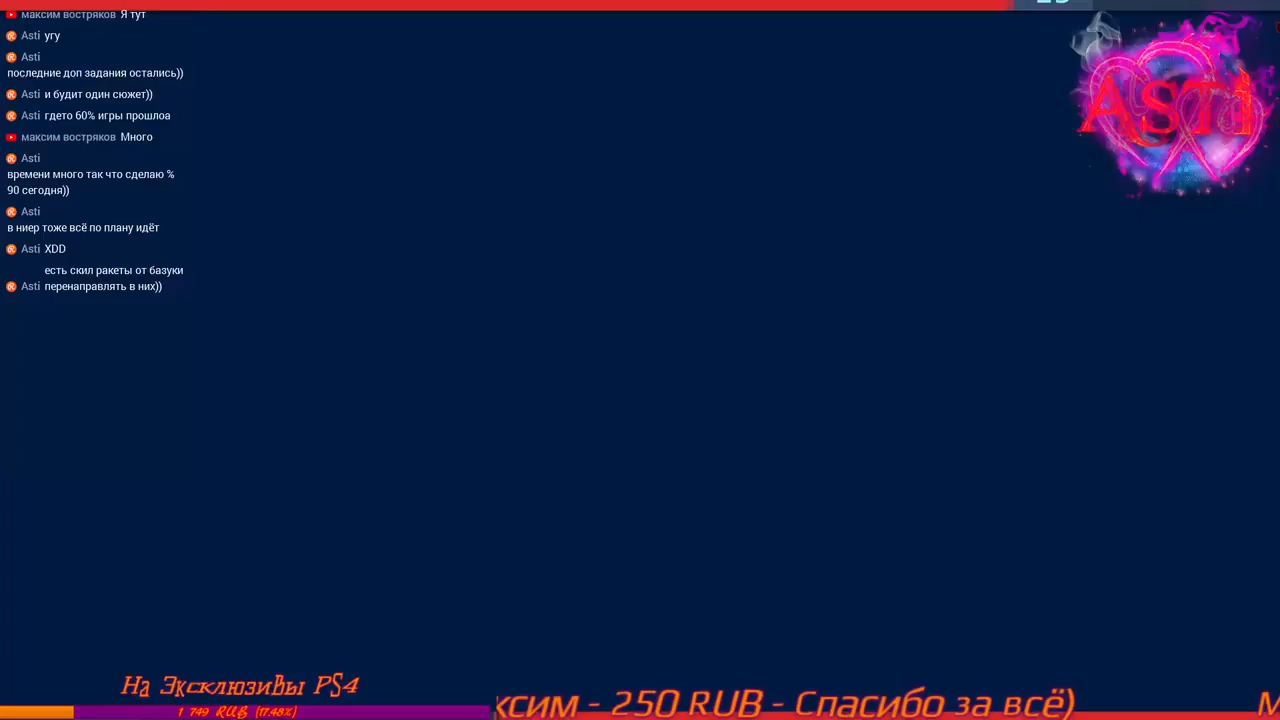 максим востряков Я тут
Asti угу
Asti
последние доп задания остались))
Asti и будит один сюжет))
Asti гдето 60% игры прошлоа
максим востряков Много
Asti
времени много так что сделаю %
90 сегодня))
Asti
в ниер тоже всё по плану идёт
Asti XDD
есть скил ракеты от базуки
Asti перенаправлять в них))
Asti
На Эксклюзивы PS4
1 749 RUB (17.48%)
ксим - 250 RUB - Спасибо за всё)
М